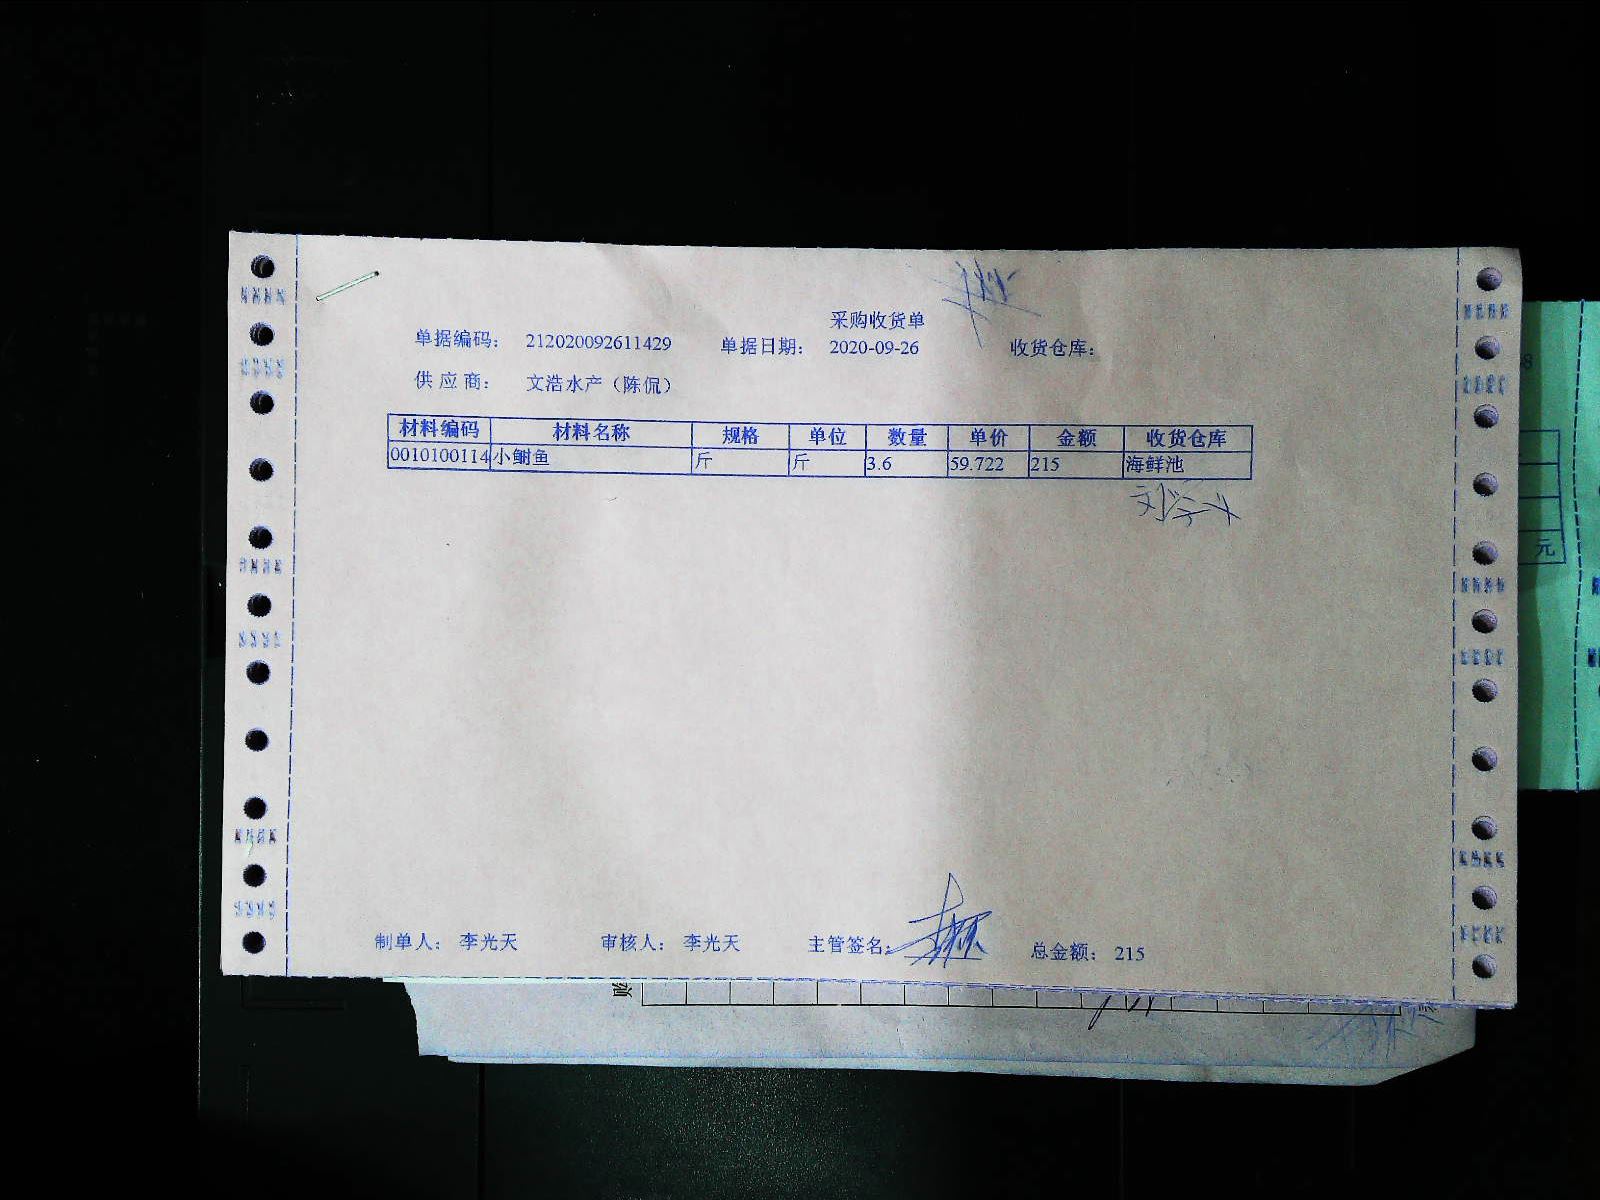 采购收货单
单据编码: 212020092611429 单据日期: 2020-09-26 收货仓库:
供应商: 文浩水产（陈侃）
材料编码 材料名称 规格 单位 数量 单价 金额 收货仓库
0010100114 小鲥鱼 斤 斤 3.6 59.722 215 海鲜池
制单人: 李光天 审核人: 李光天 主管签名: 总金额: 215
元